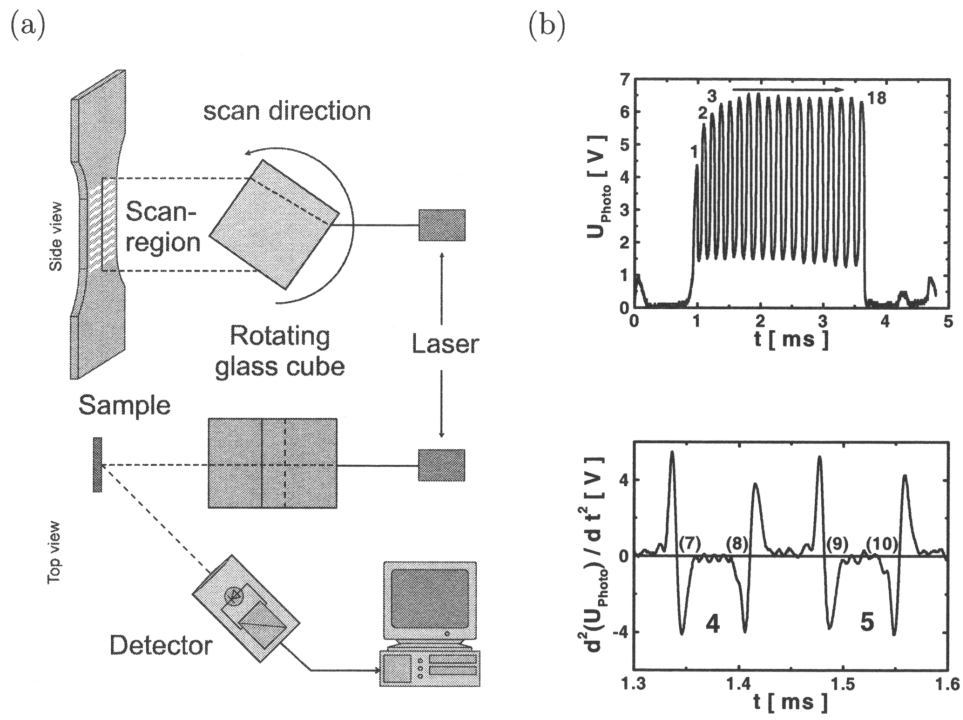 (a)
scan direction
Scan-
region
Side view
Rotating
glass cube
Laser
Sample
Top view
Detector
(b)
7
6
5
4
3
2
1
0
U_Photo [ V ]
1
2
3
18
0 1 2 3 4 5
t [ ms ]
4
0
-4
d²(U_Photo) / d t² [ V ]
(7) (8) (9) (10)
4 5
1.3 1.4 1.5 1.6
t [ ms ]